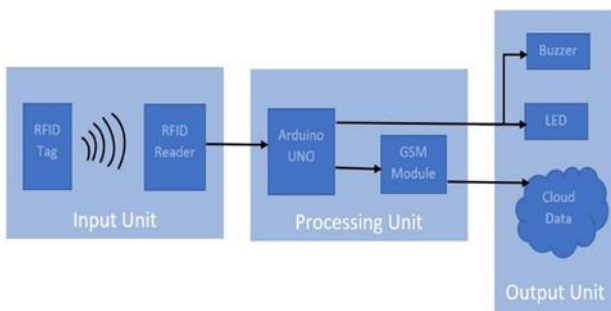 RFID
Tag
RFID
Reader
Input Unit
Arduino
UNO
GSM
Module
Processing Unit
Buzzer
LED
Cloud
Data
Output Unit